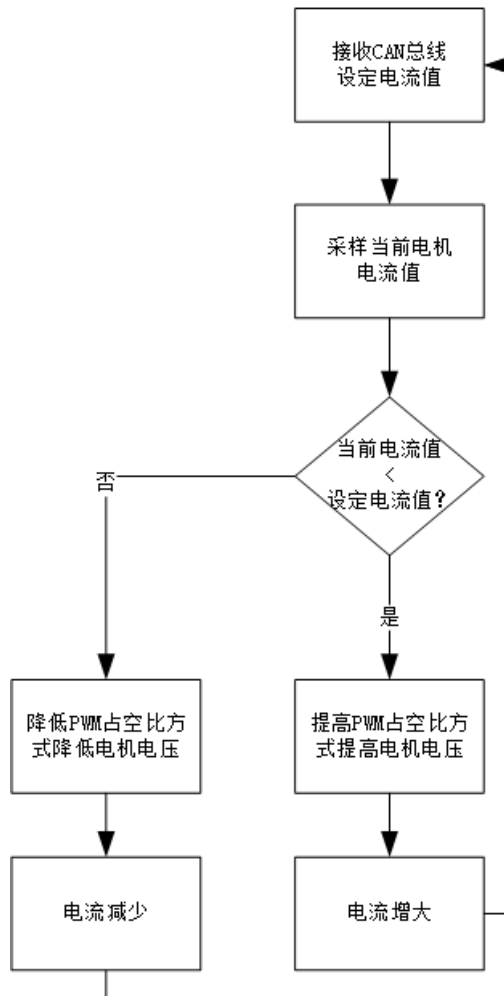 接收CAN总线
设定电流值
采样当前电机
电流值
当前电流值
<
设定电流值？
否
是
降低PWM占空比方
式降低电机电压
提高PWM占空比方
式提高电机电压
电流减少
电流增大